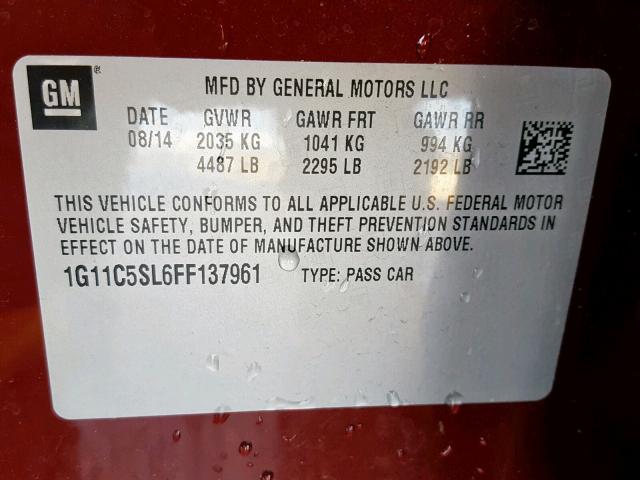 GM ®
MFD BY GENERAL MOTORS LLC
DATE GVWR GAWR FRT GAWR RR
08/14 2035 KG 1041 KG 994 KG
4487 LB 2295 LB 2192 LB
THIS VEHICLE CONFORMS TO ALL APPLICABLE U.S. FEDERAL MOTOR
VEHICLE SAFETY, BUMPER, AND THEFT PREVENTION STANDARDS IN
EFFECT ON THE DATE OF MANUFACTURE SHOWN ABOVE.
1G11C5SL6FF137961 TYPE: PASS CAR